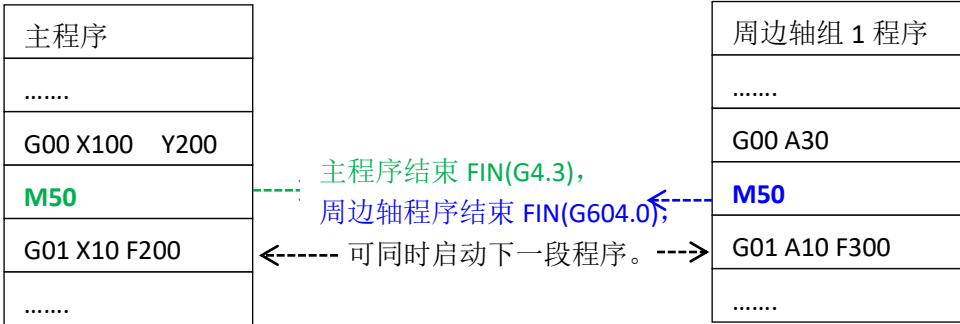 主程序
…….
G00 X100 Y200
M50
G01 X10 F200
…….
主程序结束 FIN(G4.3)，
周边轴程序结束 FIN(G604.0)，
可同时启动下一段程序。
周边轴组 1 程序
…….
G00 A30
M50
G01 A10 F300
…….